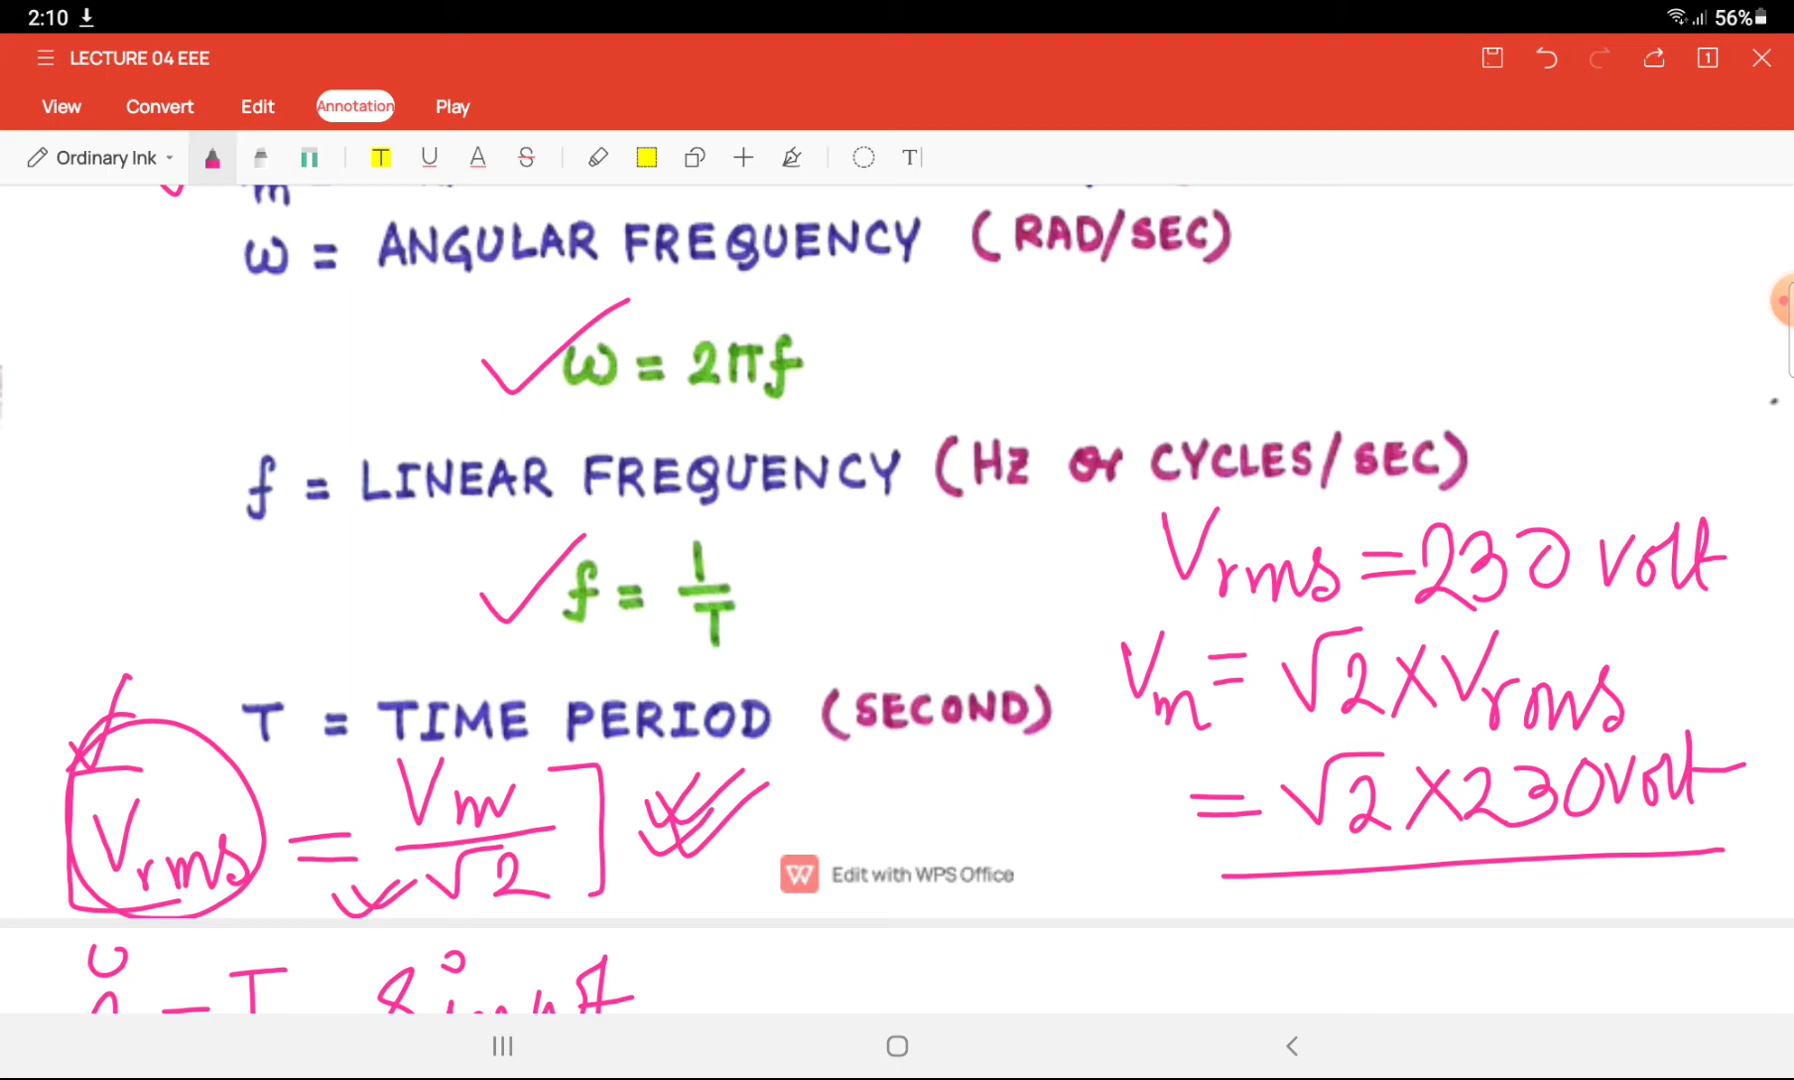 2:10 56%
LECTURE 04 EEE 1
View Convert Edit Annotation Play
Ordinary Ink T U A S T
m =
ω = ANGULAR FREQUENCY (RAD/SEC)
ω = 2πf
f = LINEAR FREQUENCY (Hz or CYCLES/SEC)
f = 1/T
T = TIME PERIOD (SECOND)
Vrms = Vm/√2
Vrms = 230 volt
Vm = √2 × Vrms
= √2 × 230 volt
Edit with WPS Office